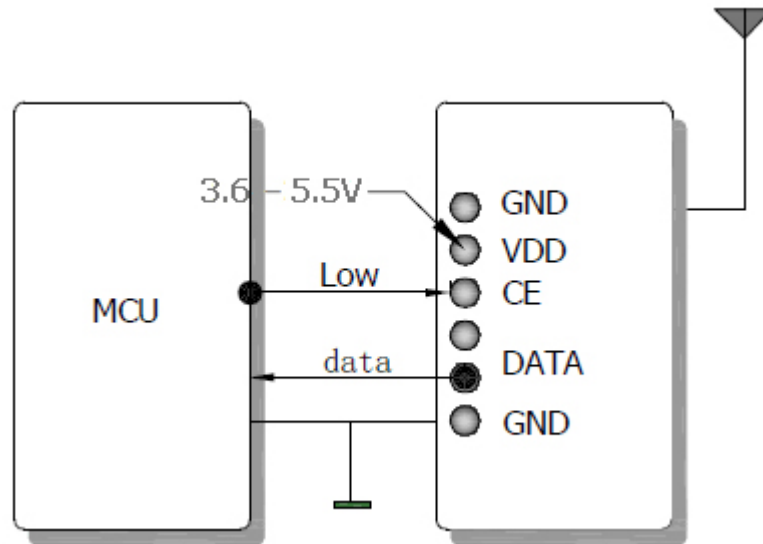 3.6 - 5.5V
GND
VDD
Low
CE
MCU
data
DATA
GND